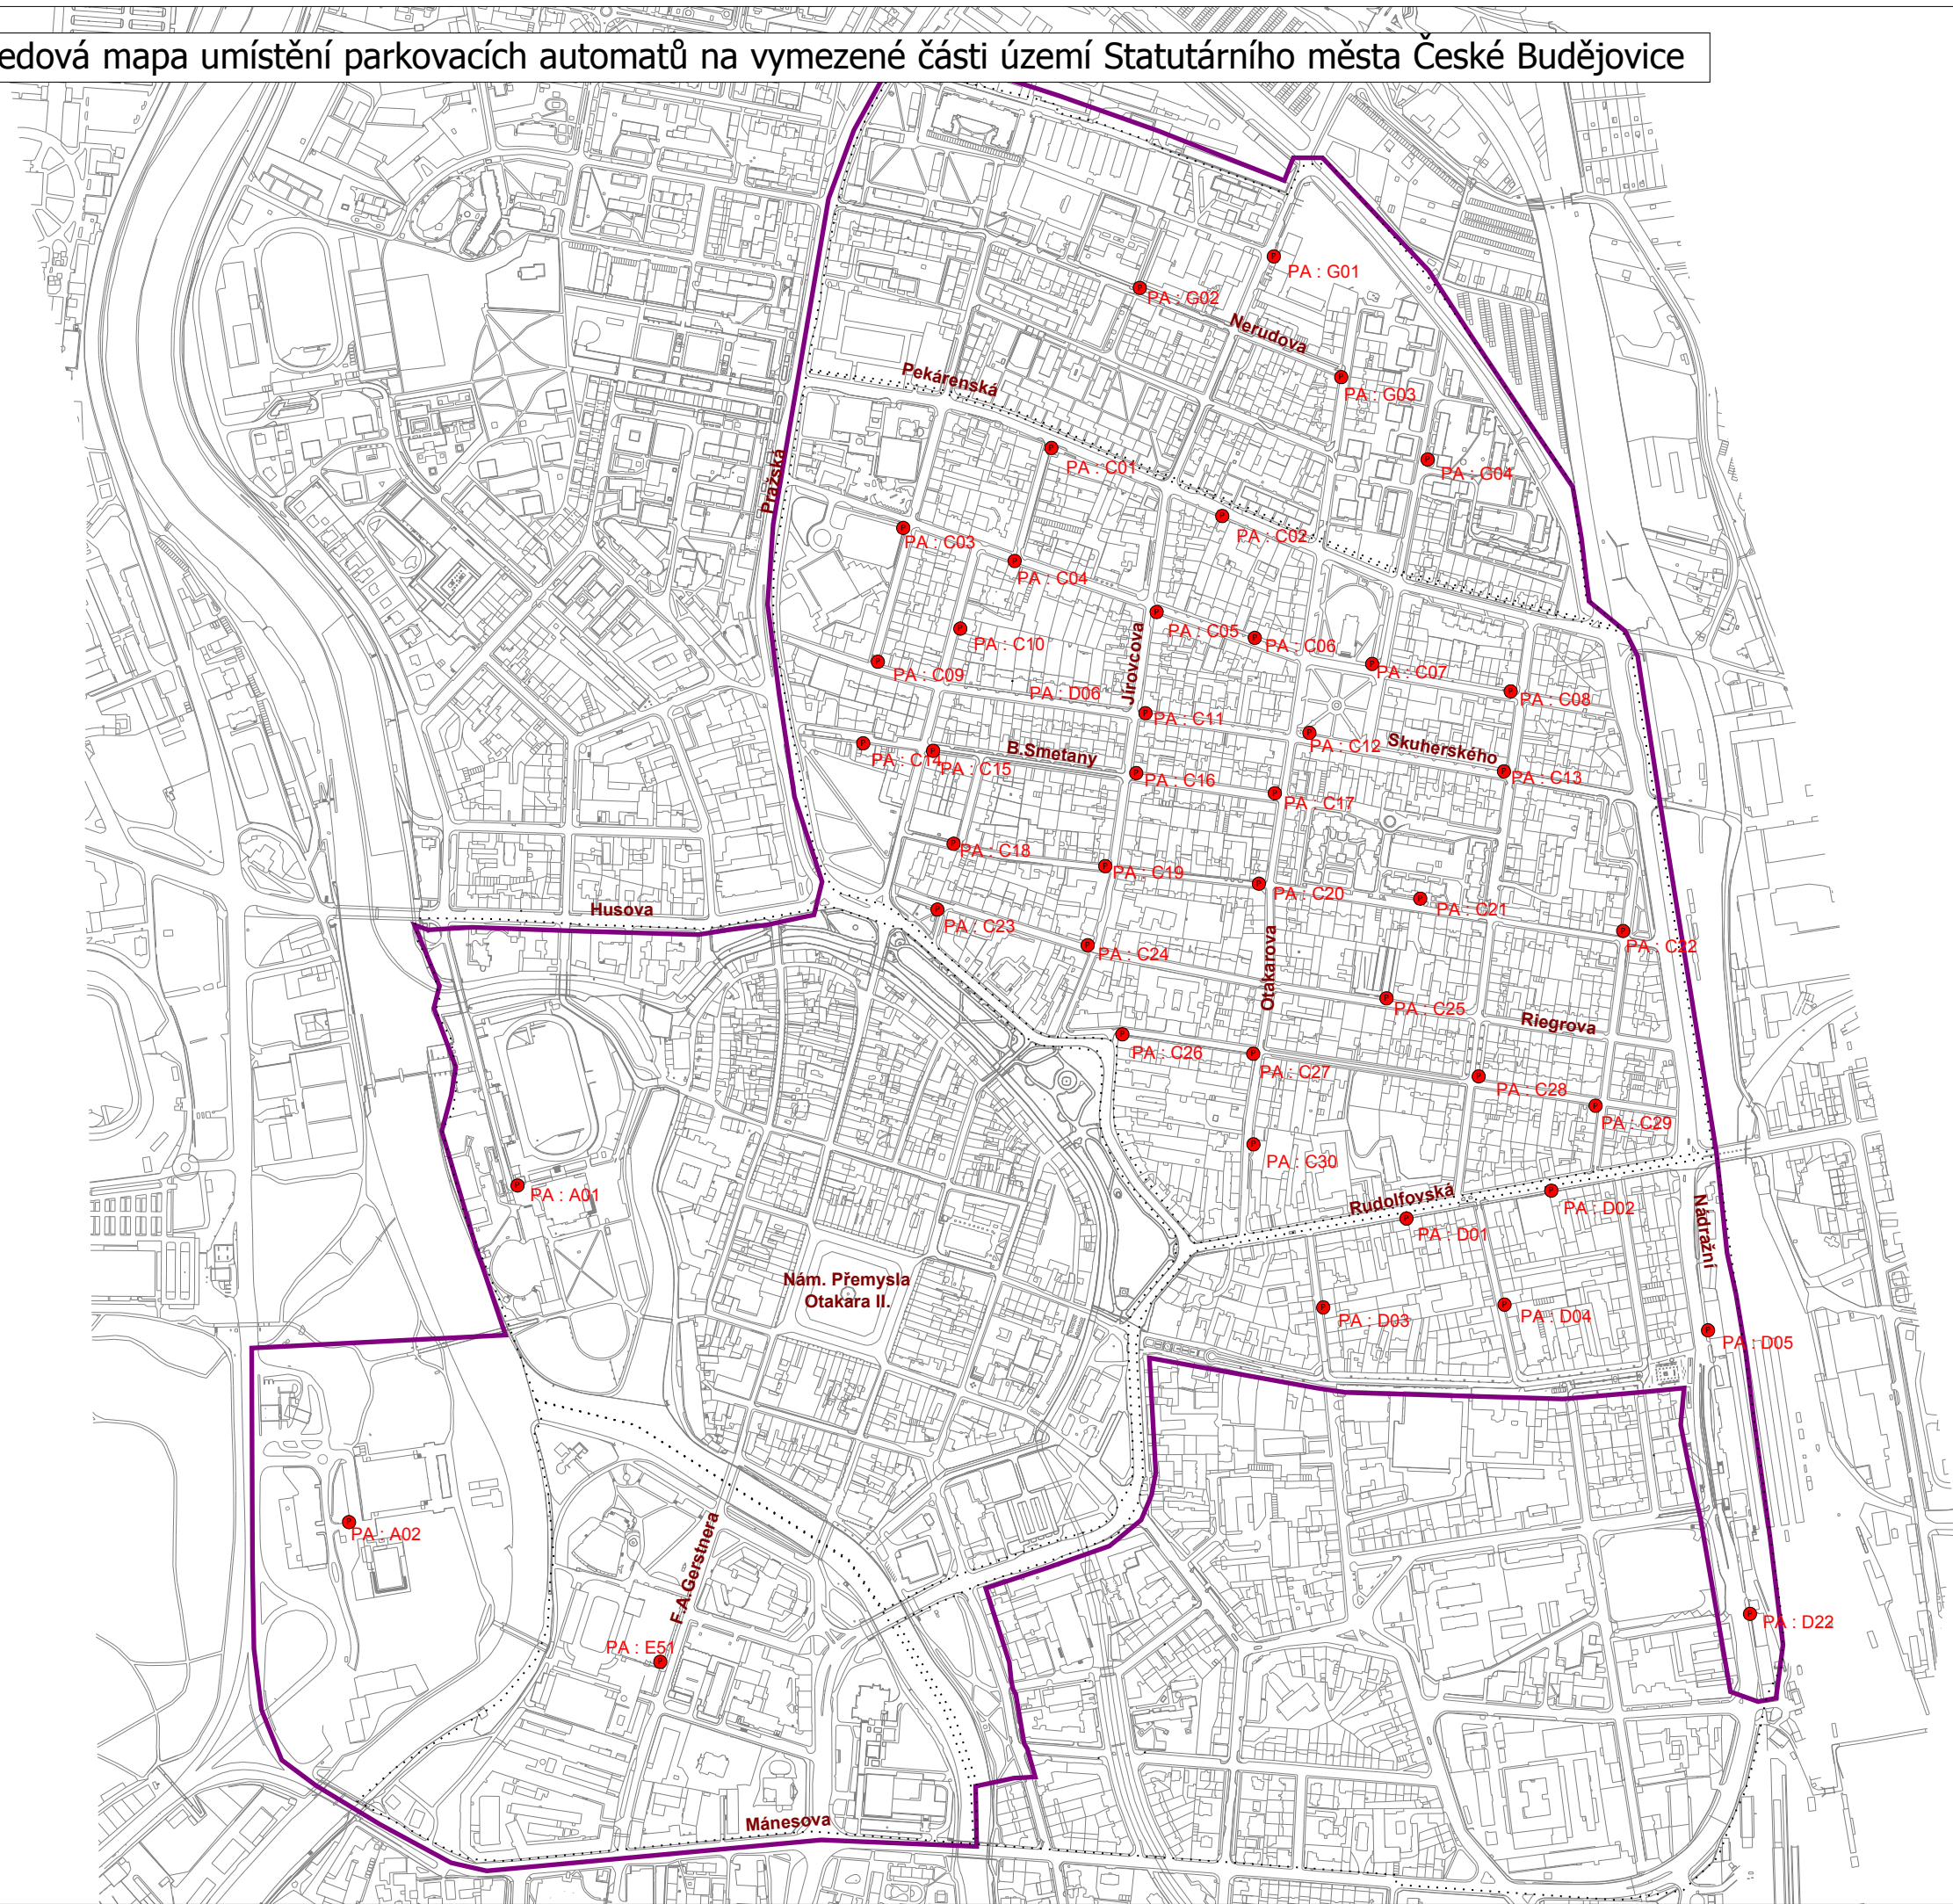 edová mapa umístění parkovacích automatů na vymezené části území Statutárního města České Budějovice
PA : G01
PA : G02
Nerudova
Pekárenská
PA : G03
Pražská
PA : C01
PA : G04
PA : C02
PA : C03
PA : C04
PA : C05
PA : C06
PA : C10
Jírovcova
PA : C07
PA : C09
PA : D06
PA : C08
PA : C11
PA : C12
Skuherského
B.Smetany
PA : C14
PA : C15
PA : C16
PA : C13
PA : C17
PA : C18
PA : C19
PA : C20
PA : C21
Husova
PA : C23
PA : C22
PA : C24
Otakarova
PA : C25
Riegrova
PA : C26
PA : C27
PA : C28
PA : C29
PA : C30
PA : A01
Rudolfovská
PA : D02
PA : D01
Nádražní
Nám. Přemysla
Otakara II.
PA : D03
PA : D04
PA : D05
PA : A02
F.A.Gerstnera
PA : D22
PA : E51
Mánesova